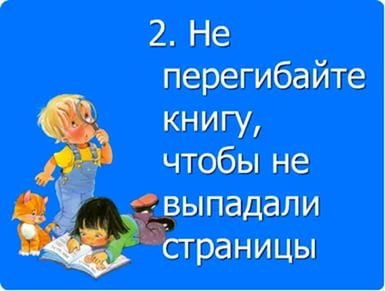 2. Не
перегибайте
книгу,
чтобы не
выпадали
страницы